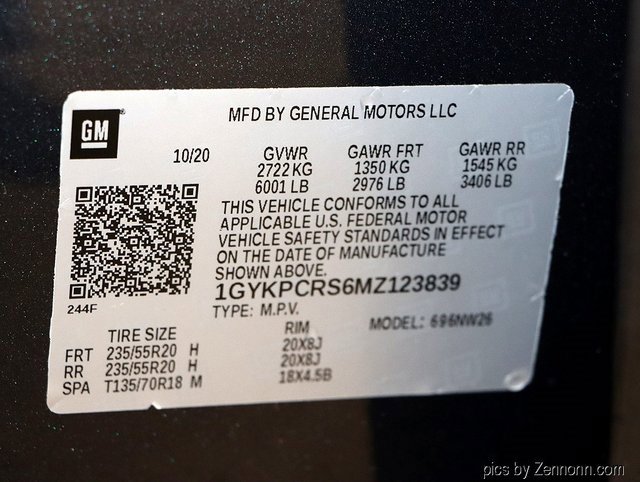 GM
MFD BY GENERAL MOTORS LLC
10/20 GVWR GAWR FRT GAWR RR
2722 KG 1350 KG 1545 KG
6001 LB 2976 LB 3406 LB
THIS VEHICLE CONFORMS TO ALL
APPLICABLE U.S. FEDERAL MOTOR
VEHICLE SAFETY STANDARDS IN EFFECT
ON THE DATE OF MANUFACTURE
SHOWN ABOVE.
1GYKPCRS6MZ123839
244F
TYPE: M.P.V.
MODEL: 696NW26
TIRE SIZE RIM
FRT 235/55R20 H 20X8J
RR 235/55R20 H 20X8J
SPA T135/70R18 M 18X4.5B
pics by Zennonn.com